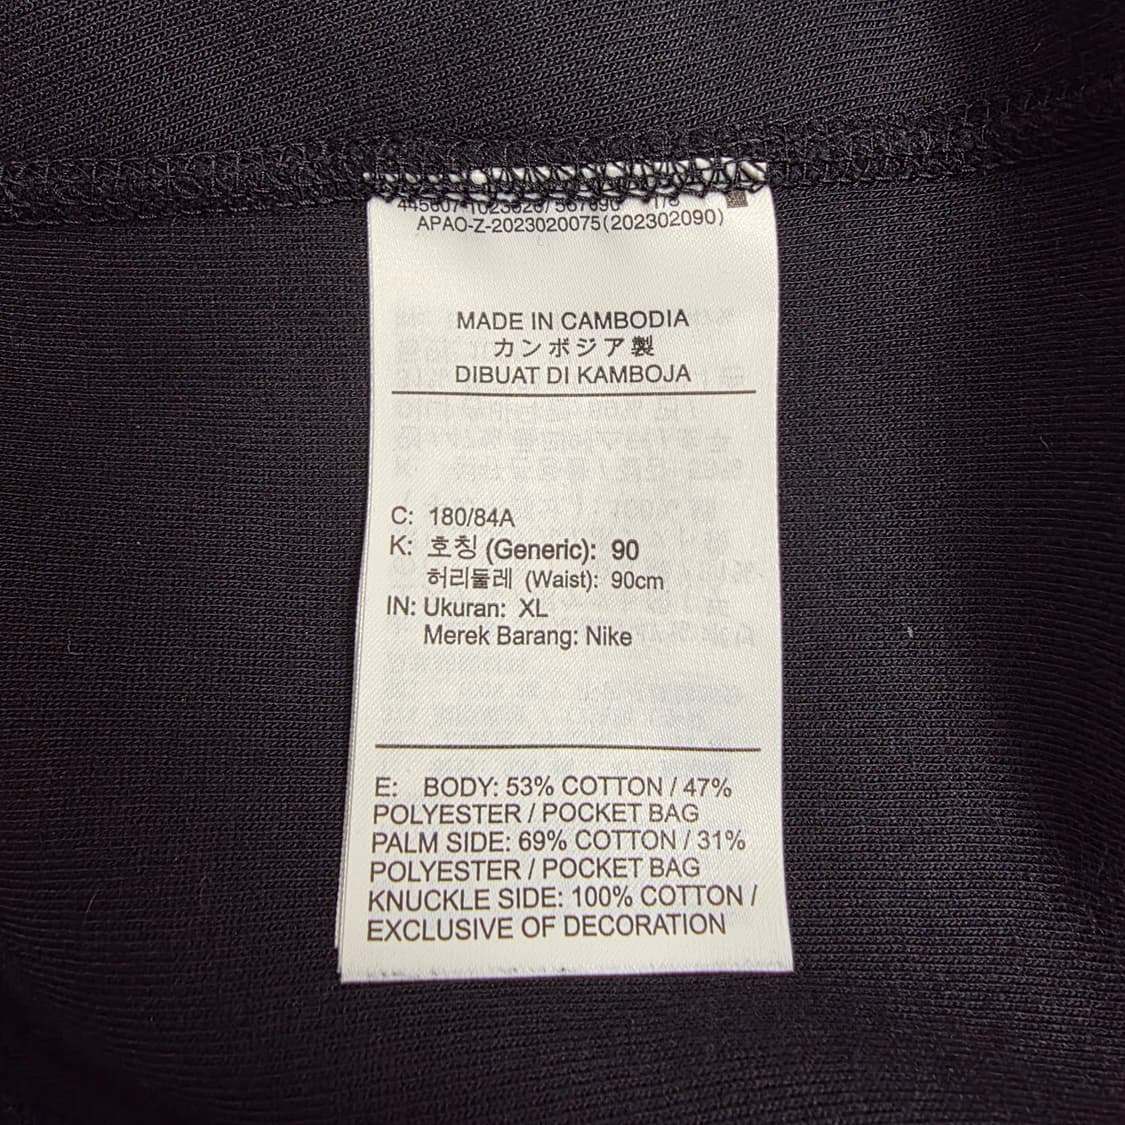 APAO-Z-2023020075(202302090)
MADE IN CAMBODIA
カンボジア製
DIBUAT DI KAMBOJA
C: 180/84A
K: 호칭 (Generic): 90
허리둘레 (Waist): 90cm
IN: Ukuran: XL
Merek Barang: Nike
E: BODY: 53% COTTON / 47%
POLYESTER / POCKET BAG
PALM SIDE: 69% COTTON / 31%
POLYESTER / POCKET BAG
KNUCKLE SIDE: 100% COTTON /
EXCLUSIVE OF DECORATION